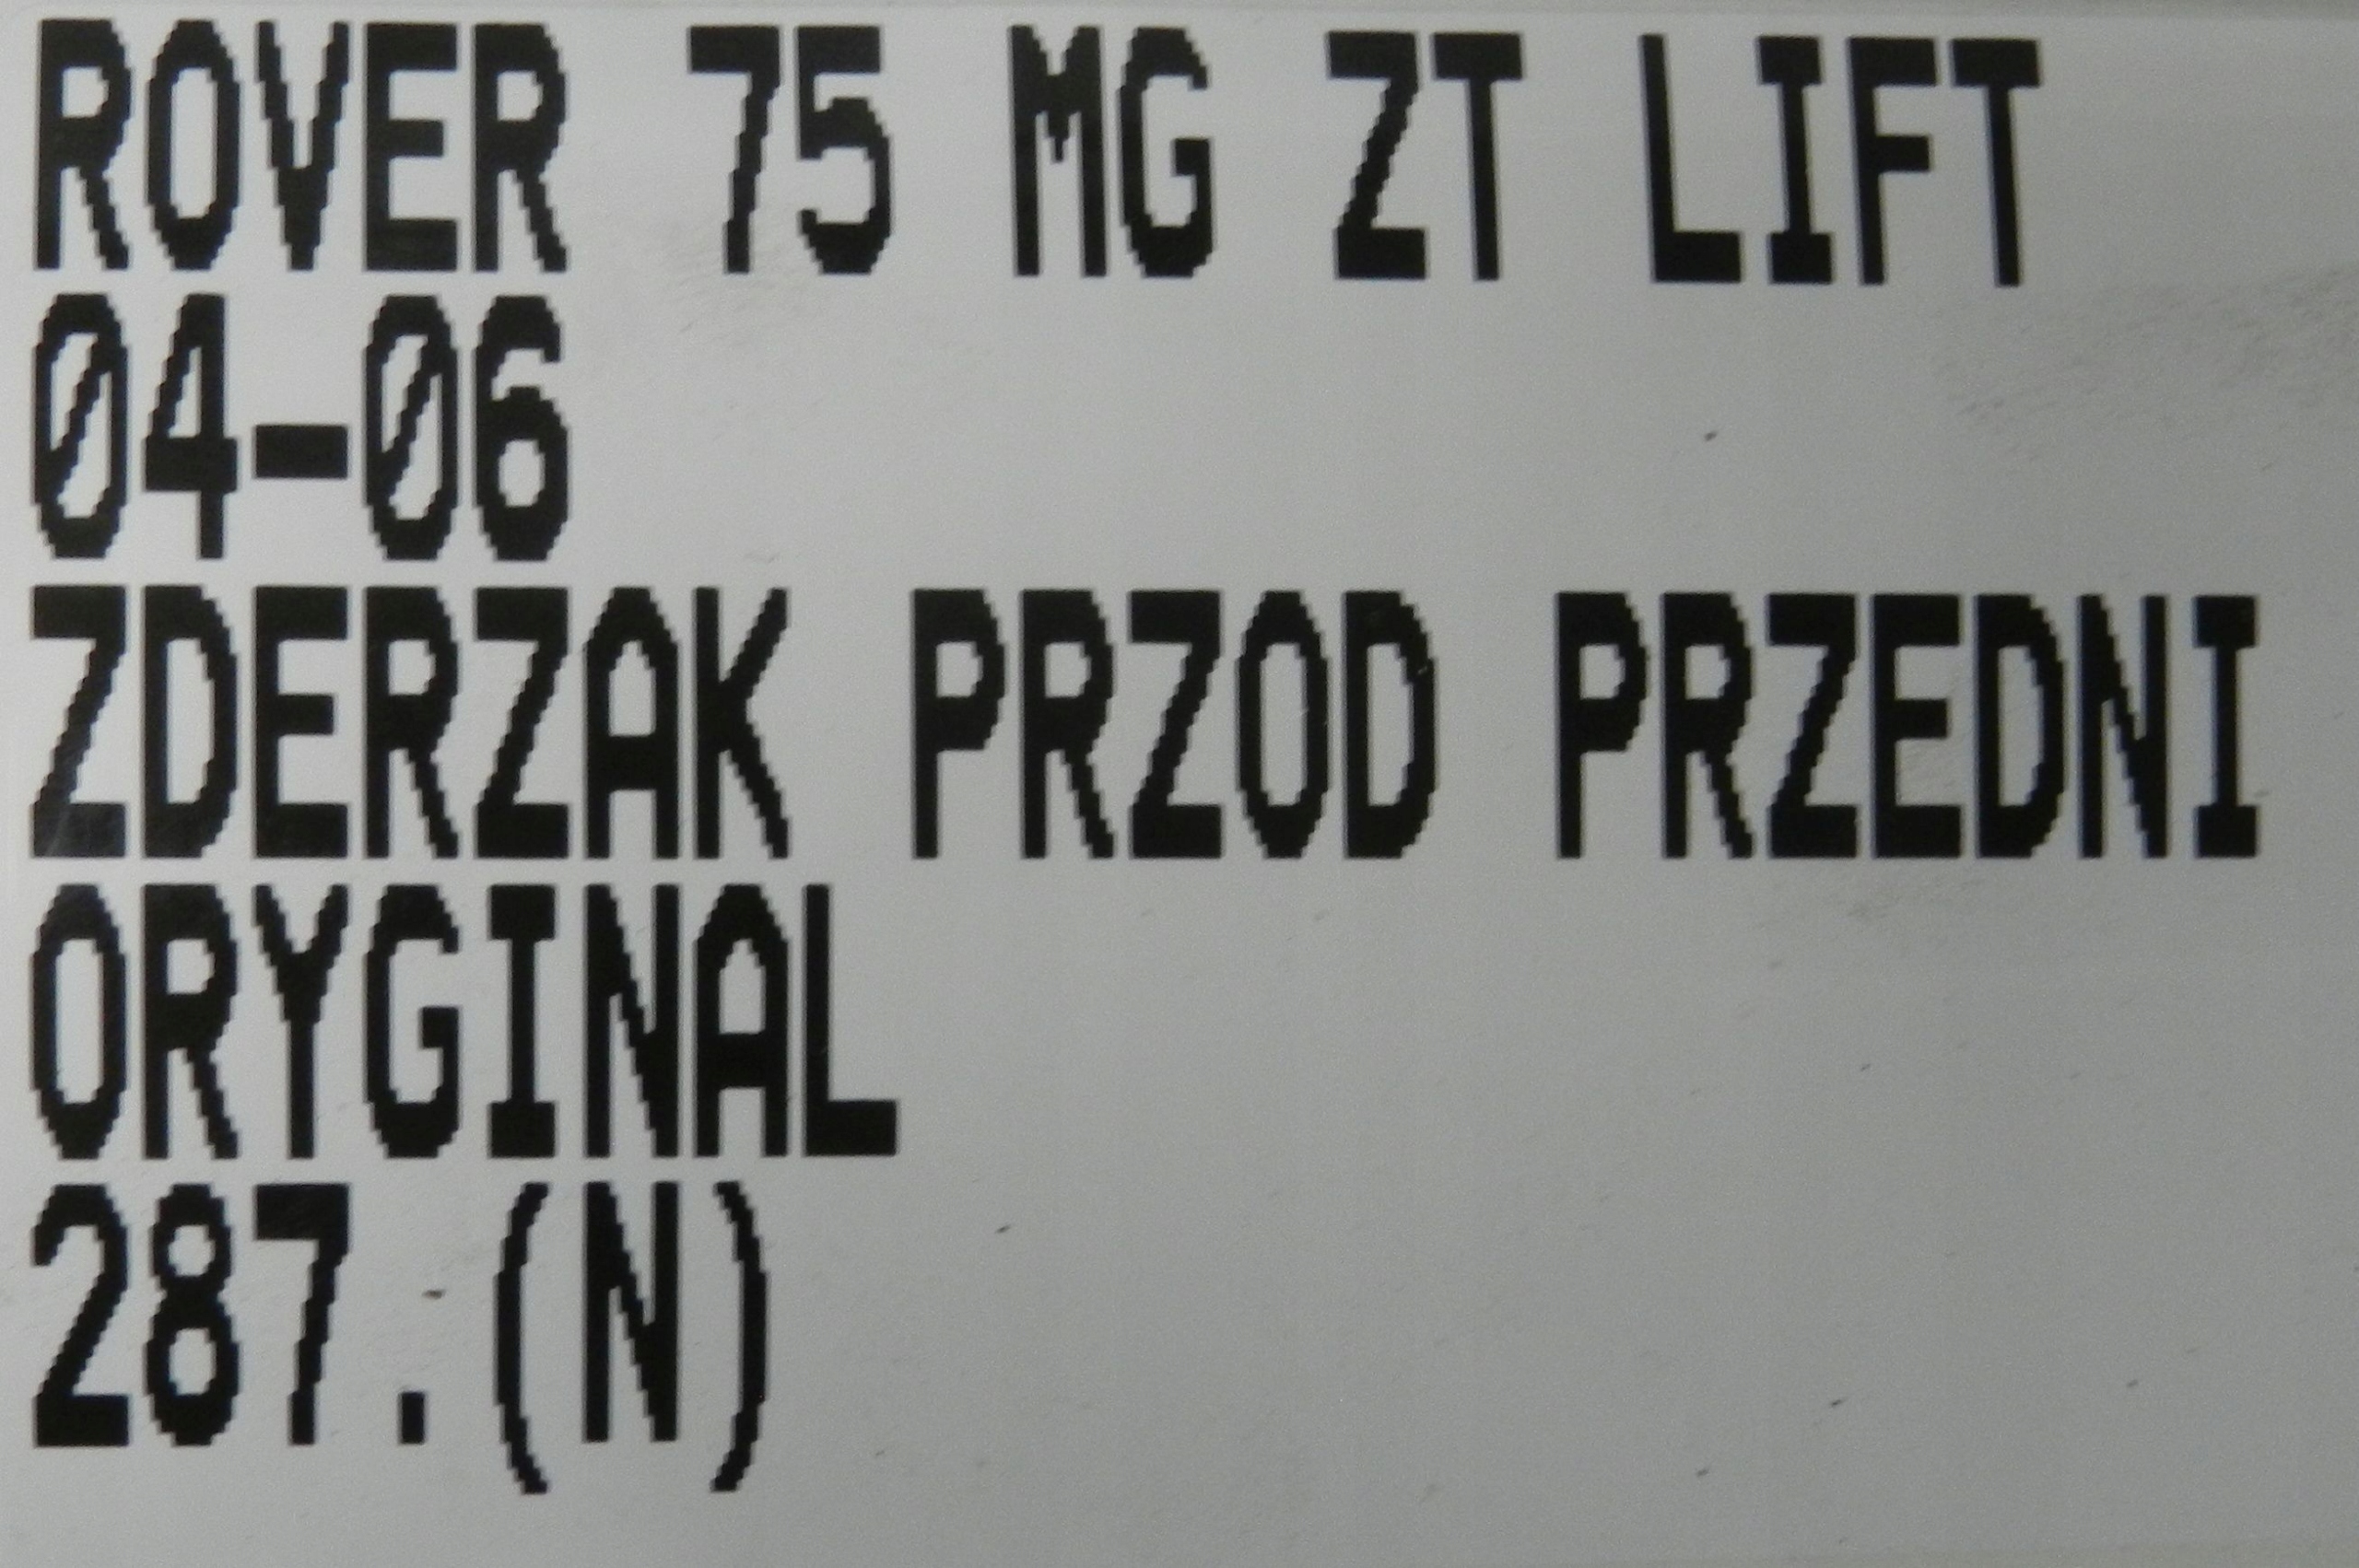 ROVER 75 MG ZT LIFT
04-06
ZDERZAK PRZOD PRZEDNI
ORYGINAL
287.(N)